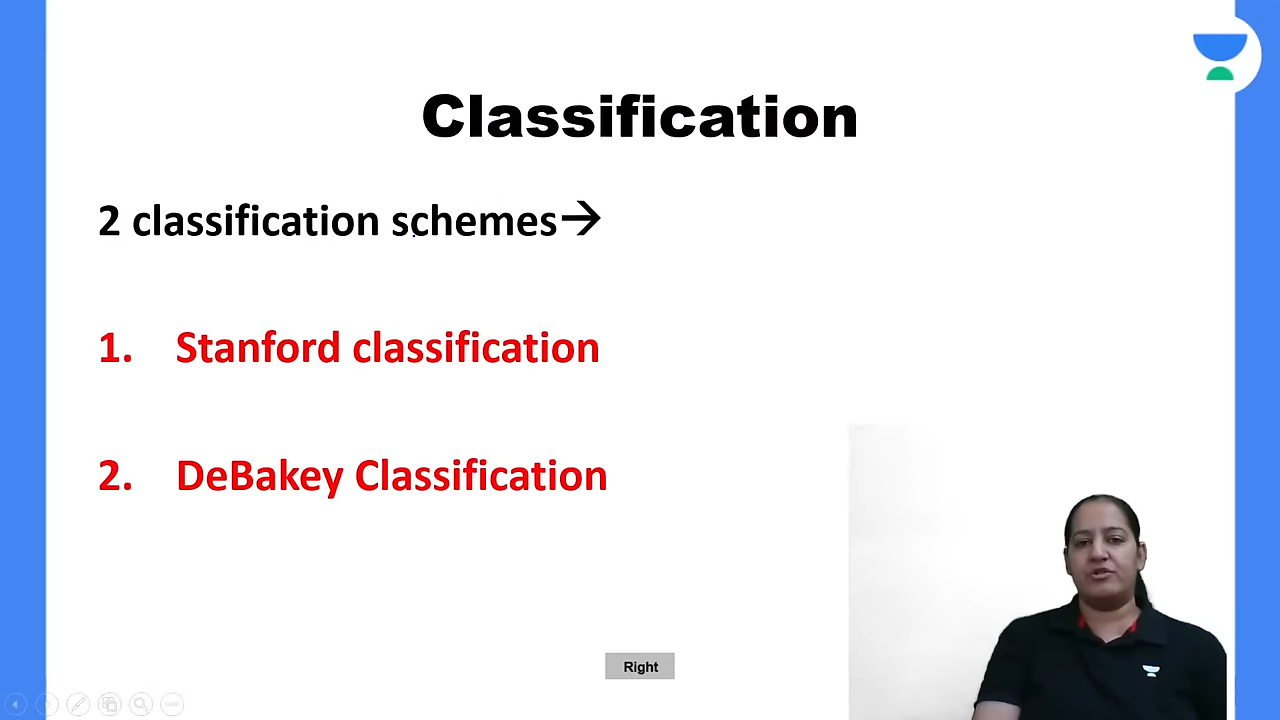 Classification
2 classification schemes→
1. Stanford classification
2. DeBakey Classification
Right